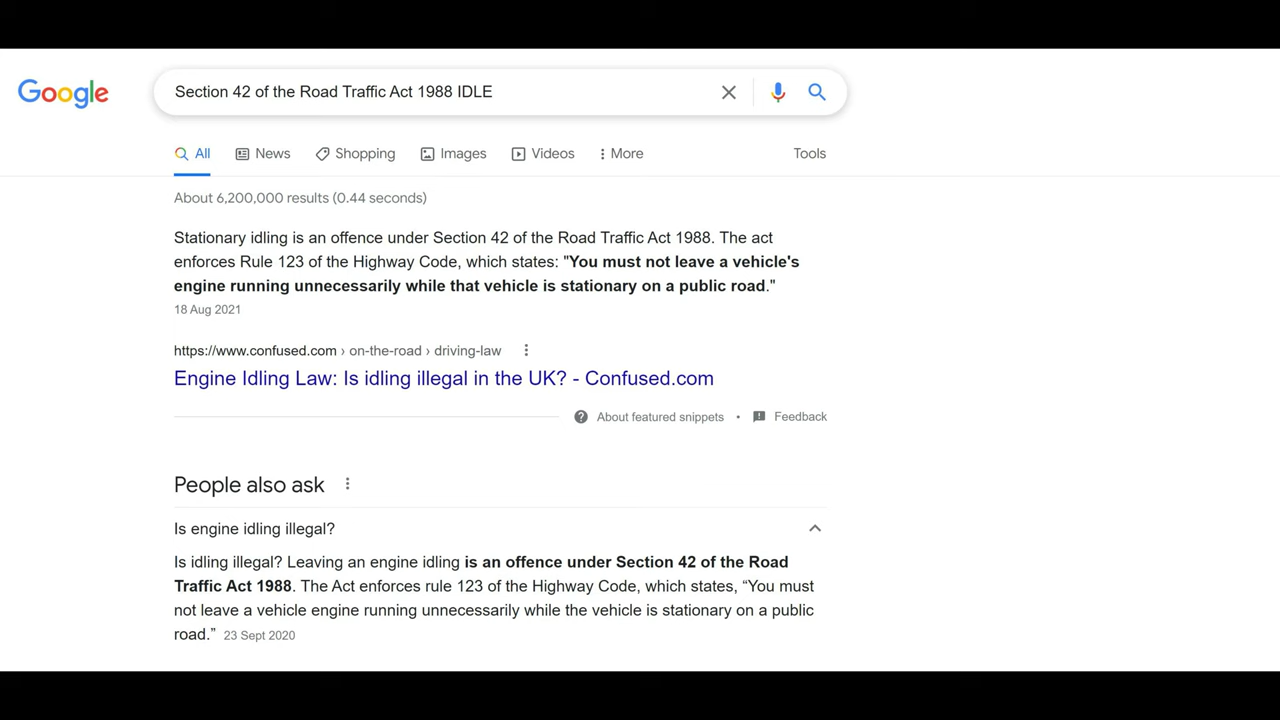 Google
Section 42 of the Road Traffic Act 1988 IDLE
All News Shopping Images Videos More Tools
About 6,200,000 results (0.44 seconds)
Stationary idling is an offence under Section 42 of the Road Traffic Act 1988. The act
enforces Rule 123 of the Highway Code, which states: "You must not leave a vehicle's
engine running unnecessarily while that vehicle is stationary on a public road."
18 Aug 2021
https://www.confused.com › on-the-road › driving-law
Engine Idling Law: Is idling illegal in the UK? - Confused.com
About featured snippets • Feedback
People also ask
Is engine idling illegal?
Is idling illegal? Leaving an engine idling is an offence under Section 42 of the Road
Traffic Act 1988. The Act enforces rule 123 of the Highway Code, which states, “You must
not leave a vehicle engine running unnecessarily while the vehicle is stationary on a public
road.” 23 Sept 2020